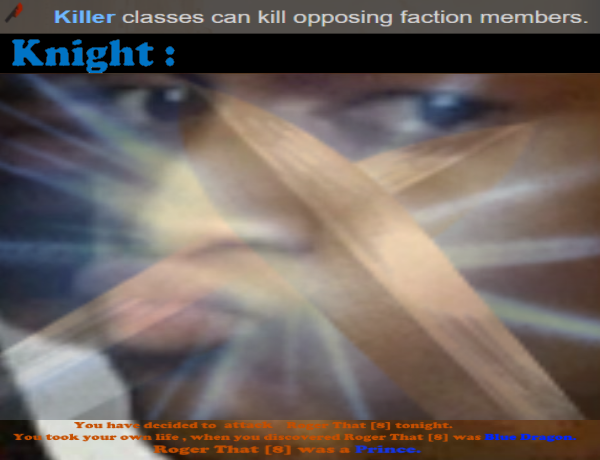 Killer classes can kill opposing faction members.
Knight :
You have decided to attack Roger That [8] tonight.
You took your own life , when you discovered Roger That [8] was Blue Dragon.
Roger That [8] was a Prince.